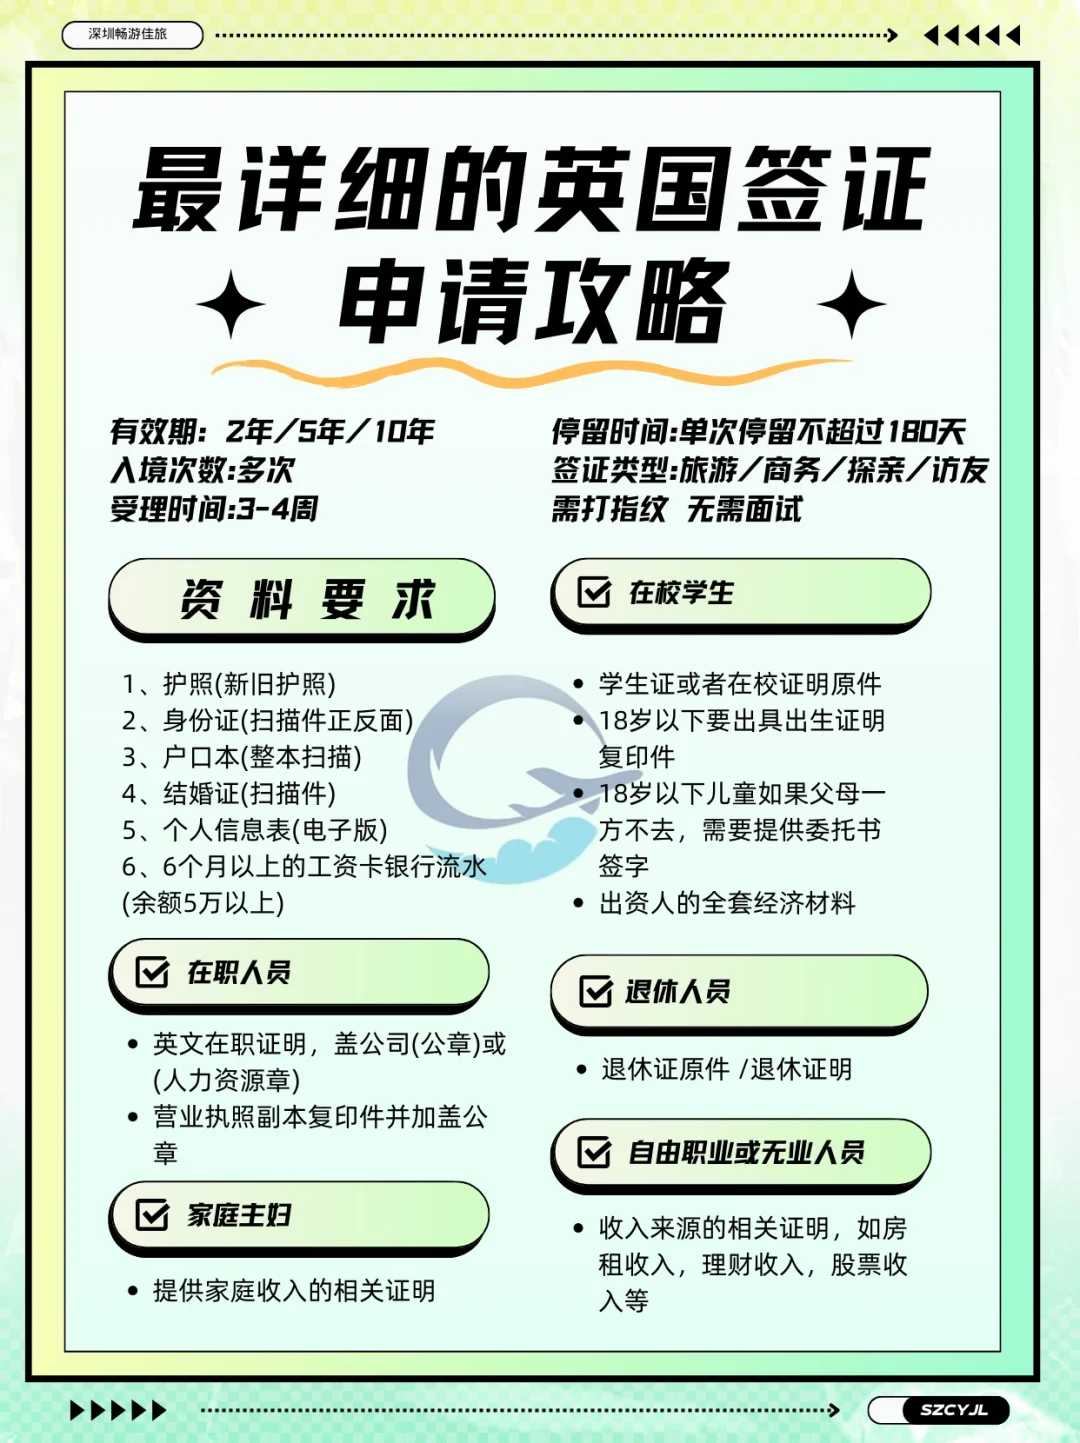 深圳畅游佳旅
最详细的英国签证
申请攻略
有效期：2年/5年/10年
入境次数:多次
受理时间:3-4周
停留时间:单次停留不超过180天
签证类型:旅游/商务/探亲/访友
需打指纹 无需面试
资料要求
1、护照(新旧护照)
2、身份证(扫描件正反面)
3、户口本(整本扫描)
4、结婚证(扫描件)
5、个人信息表(电子版)
6、6个月以上的工资卡银行流水
(余额5万以上)
在校学生
• 学生证或者在校证明原件
• 18岁以下要出具出生证明
复印件
• 18岁以下儿童如果父母一
方不去，需要提供委托书
签字
• 出资人的全套经济材料
在职人员
• 英文在职证明，盖公司(公章)或
(人力资源章)
• 营业执照副本复印件并加盖公
章
退休人员
• 退休证原件 /退休证明
家庭主妇
• 提供家庭收入的相关证明
自由职业或无业人员
• 收入来源的相关证明，如房
租收入，理财收入，股票收
入等
SZCYJL